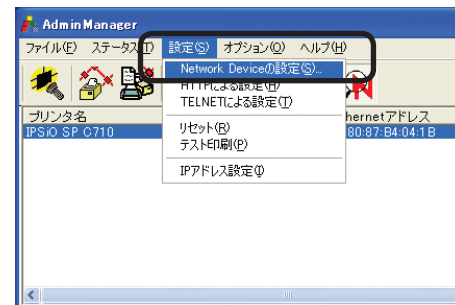 AdminManager
ファイル(F) ステータス(T) 設定(S) オプション(O) ヘルプ(H)
Network Deviceの設定(S)...
HTTPによる設定(H)
TELNETによる設定(T)
リセット(R)
テスト印刷(P)
IPアドレス設定(I)
プリンタ名 hernetアドレス
IPSiO SP C710 80:87:B4:04:1B